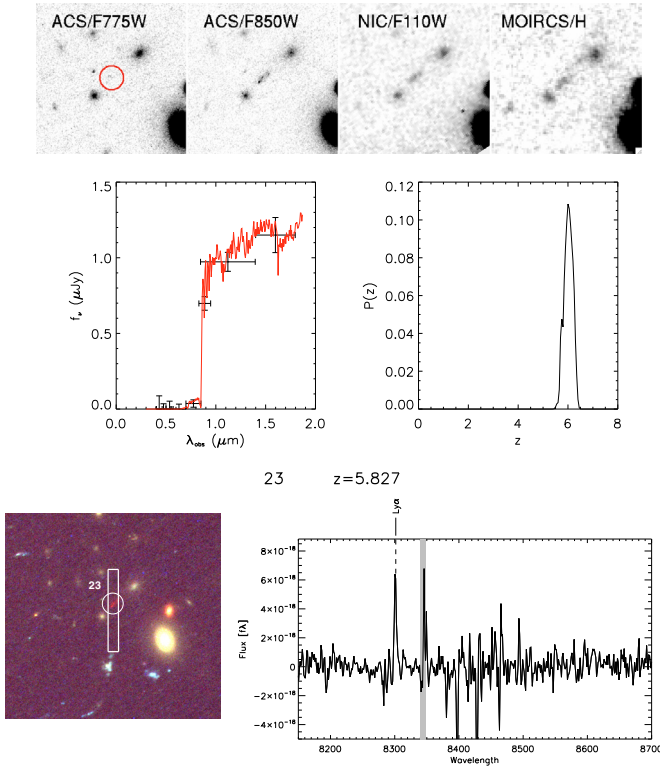 ACS/F775W ACS/F850W NIC/F110W MOIRCS/H
1.5
1.0
0.5
0.0
f_ν (μJy)
0.0 0.5 1.0 1.5 2.0
λ_obs (μm)
0.12
0.10
0.08
0.06
0.04
0.02
0.00
P(z)
0 2 4 6 8
z
23 z=5.827
23
Lyα
8×10⁻¹⁸
6×10⁻¹⁸
4×10⁻¹⁸
2×10⁻¹⁸
0
−2×10⁻¹⁸
−4×10⁻¹⁸
Flux [fλ]
8200 8300 8400 8500 8600 8700
Wavelength